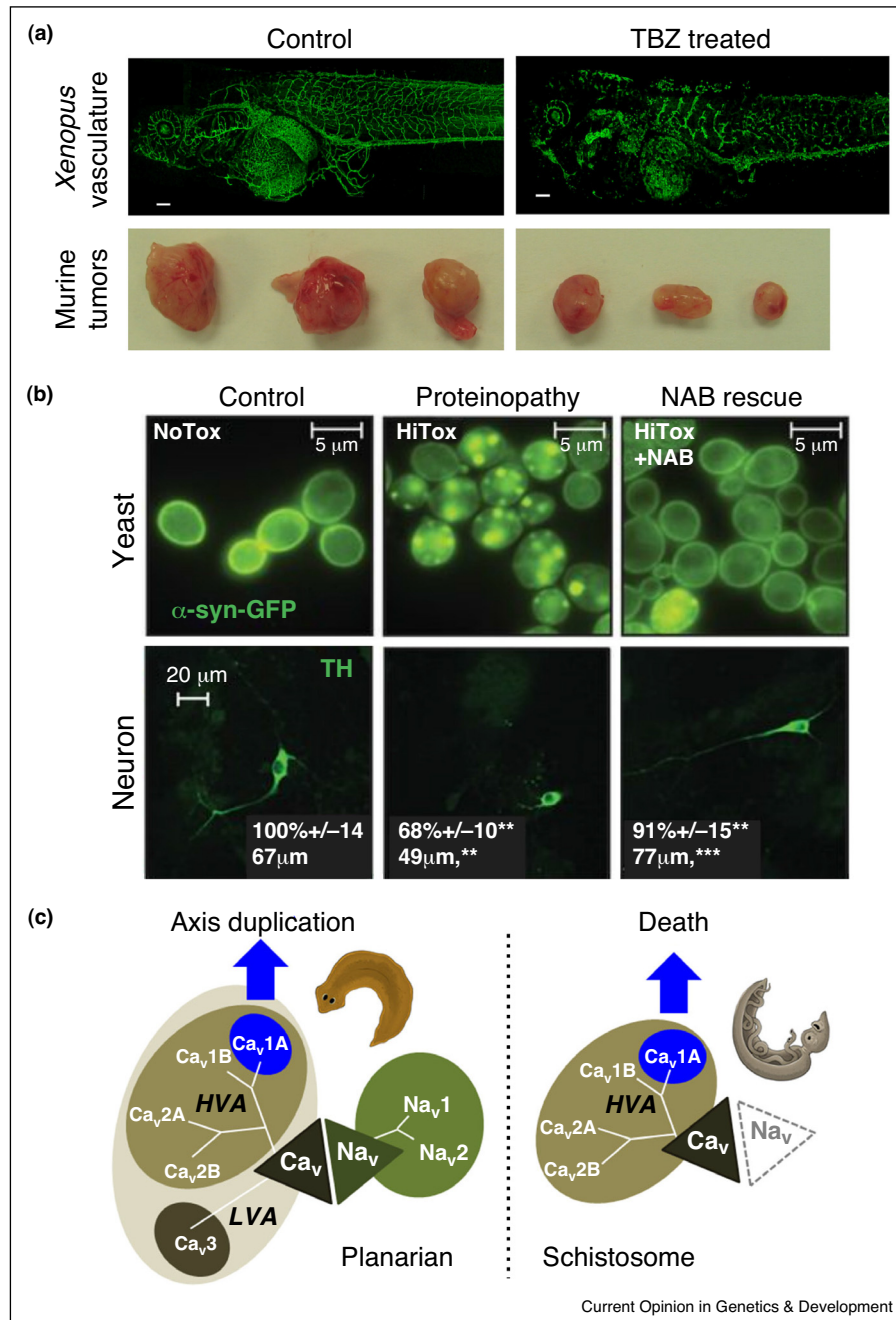 (a)
Control
TBZ treated
Xenopus
vasculature
Murine
tumors
(b)
Control
Proteinopathy
NAB rescue
Yeast
NoTox
5 μm
HiTox
5 μm
HiTox
+NAB
5 μm
α-syn-GFP
Neuron
20 μm
TH
100%+/–14
67μm
68%+/–10**
49μm,**
91%+/–15**
77μm,***
(c)
Axis duplication
Death
Cav1A
Cav1B
HVA
Cav2A
Cav2B
Cav
Nav
Nav1
Nav2
LVA
Cav3
Planarian
Cav1A
Cav1B
HVA
Cav2A
Cav2B
Cav
Nav
Schistosome
Current Opinion in Genetics & Development